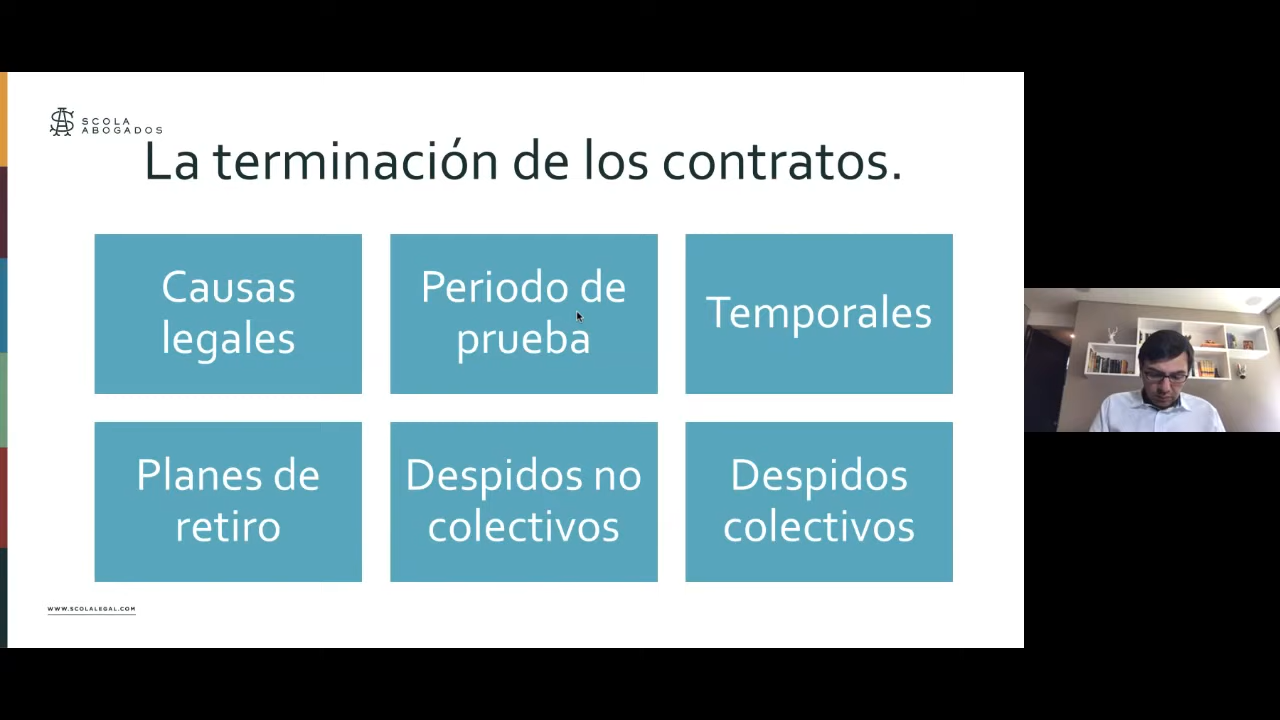 SCOLA
ABOGADOS
La terminación de los contratos.
Causas
legales
Periodo de
prueba
Temporales
Planes de
retiro
Despidos no
colectivos
Despidos
colectivos
WWW.SCOLALEGAL.COM